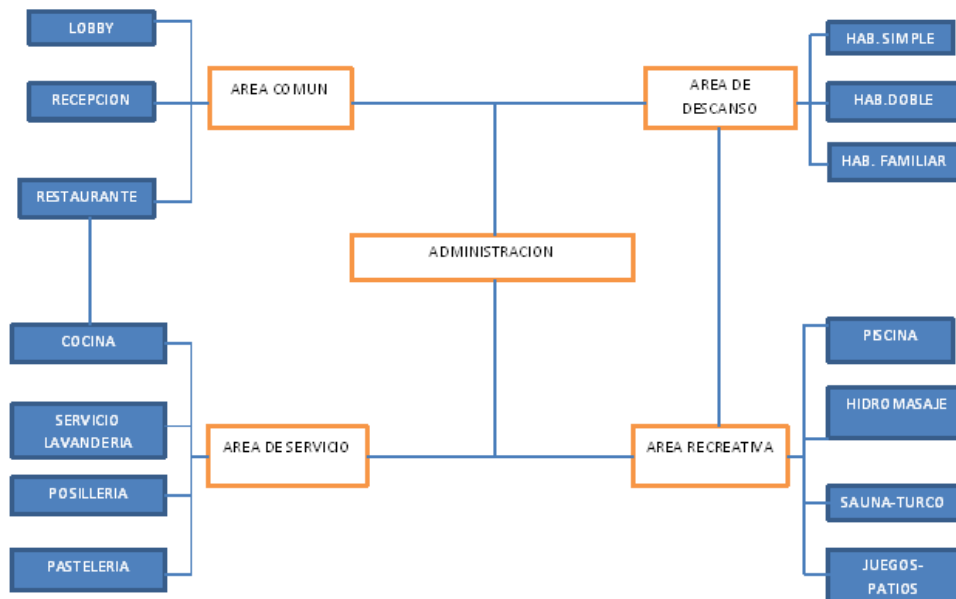 LOBBY
RECEPCION
RESTAURANTE
AREA COMUN
AREA DE
DESCANSO
HAB. SIMPLE
HAB.DOBLE
HAB. FAMILIAR
ADMINISTRACION
COCINA
SERVICIO
LAVANDERIA
POSILLERIA
PASTELERIA
AREA DE SERVICIO
AREA RECREATIVA
PISCINA
HIDRO MASAJE
SAUNA-TURCO
JUEGOS-
PATIOS